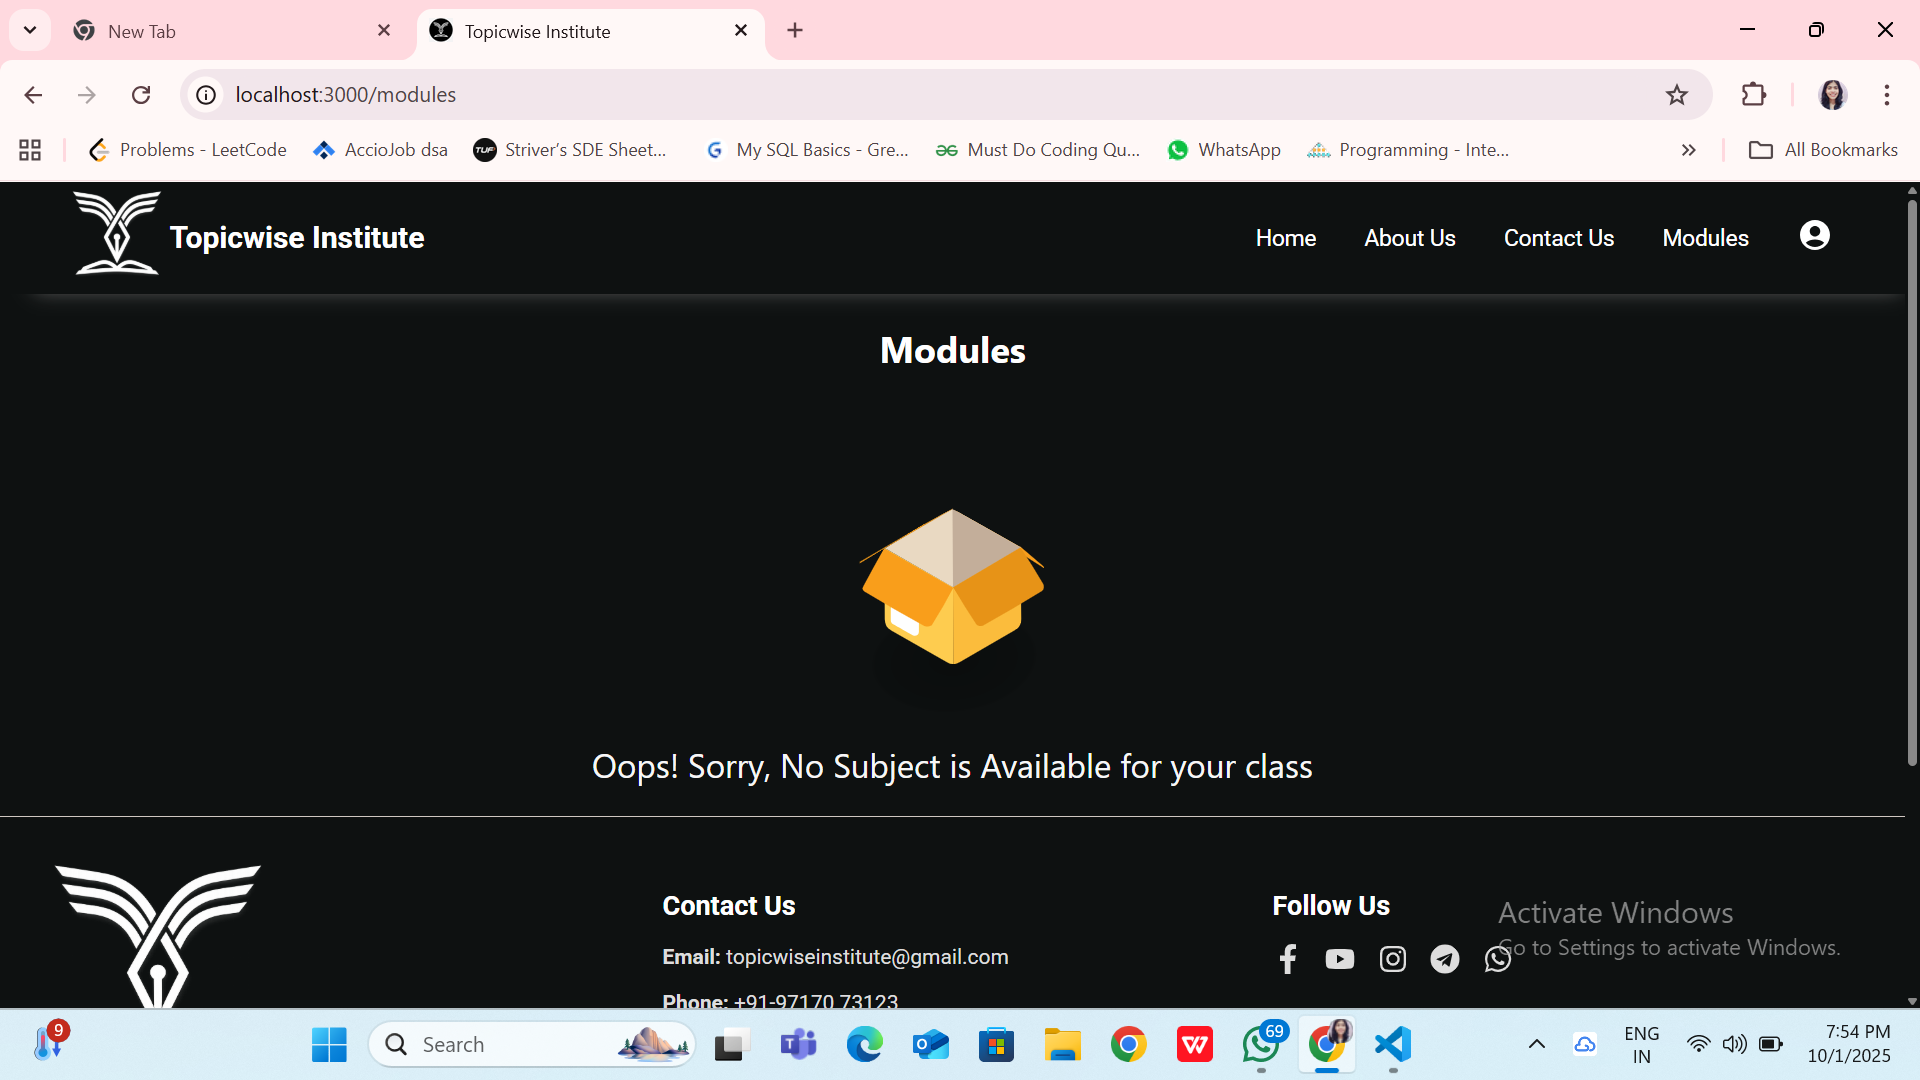 New Tab
Topicwise Institute
localhost:3000/modules
Problems - LeetCode
AccioJob dsa
TUF
Striver's SDE Sheet...
My SQL Basics - Gre...
Must Do Coding Qu...
WhatsApp
Programming - Inte...
All Bookmarks
Topicwise Institute
Home
About Us
Contact Us
Modules
Modules
Oops! Sorry, No Subject is Available for your class
Contact Us
Email: topicwiseinstitute@gmail.com
Phone: +91-97170 73123
Follow Us
Activate Windows
Go to Settings to activate Windows.
9
Search
69
ENG
IN
7:54 PM
10/1/2025